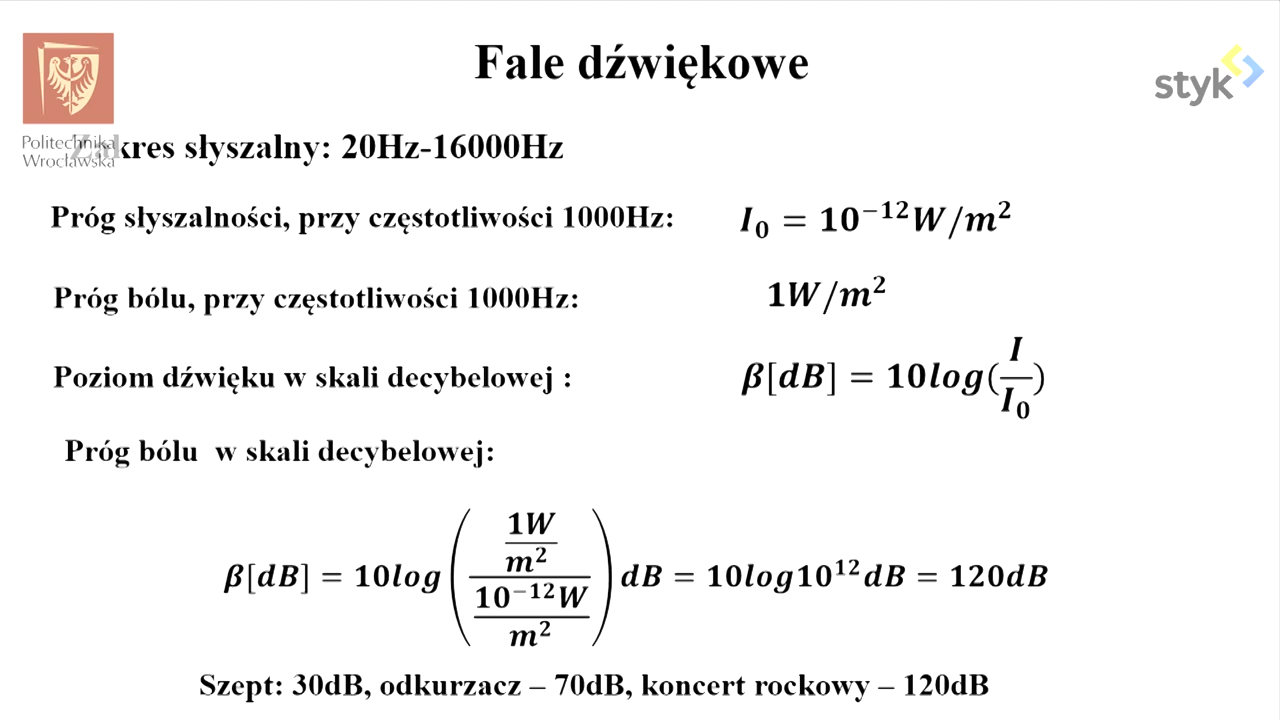 Fale dźwiękowe
styk
Politechnika
Wrocławska
Zakres słyszalny: 20Hz-16000Hz
Próg słyszalności, przy częstotliwości 1000Hz: I₀ = 10⁻¹²W/m²
Próg bólu, przy częstotliwości 1000Hz: 1W/m²
Poziom dźwięku w skali decybelowej : β[dB] = 10log(I/I₀)
Próg bólu w skali decybelowej:
β[dB] = 10log((1W/m²)/(10⁻¹²W/m²))dB = 10log10¹²dB = 120dB
Szept: 30dB, odkurzacz – 70dB, koncert rockowy – 120dB